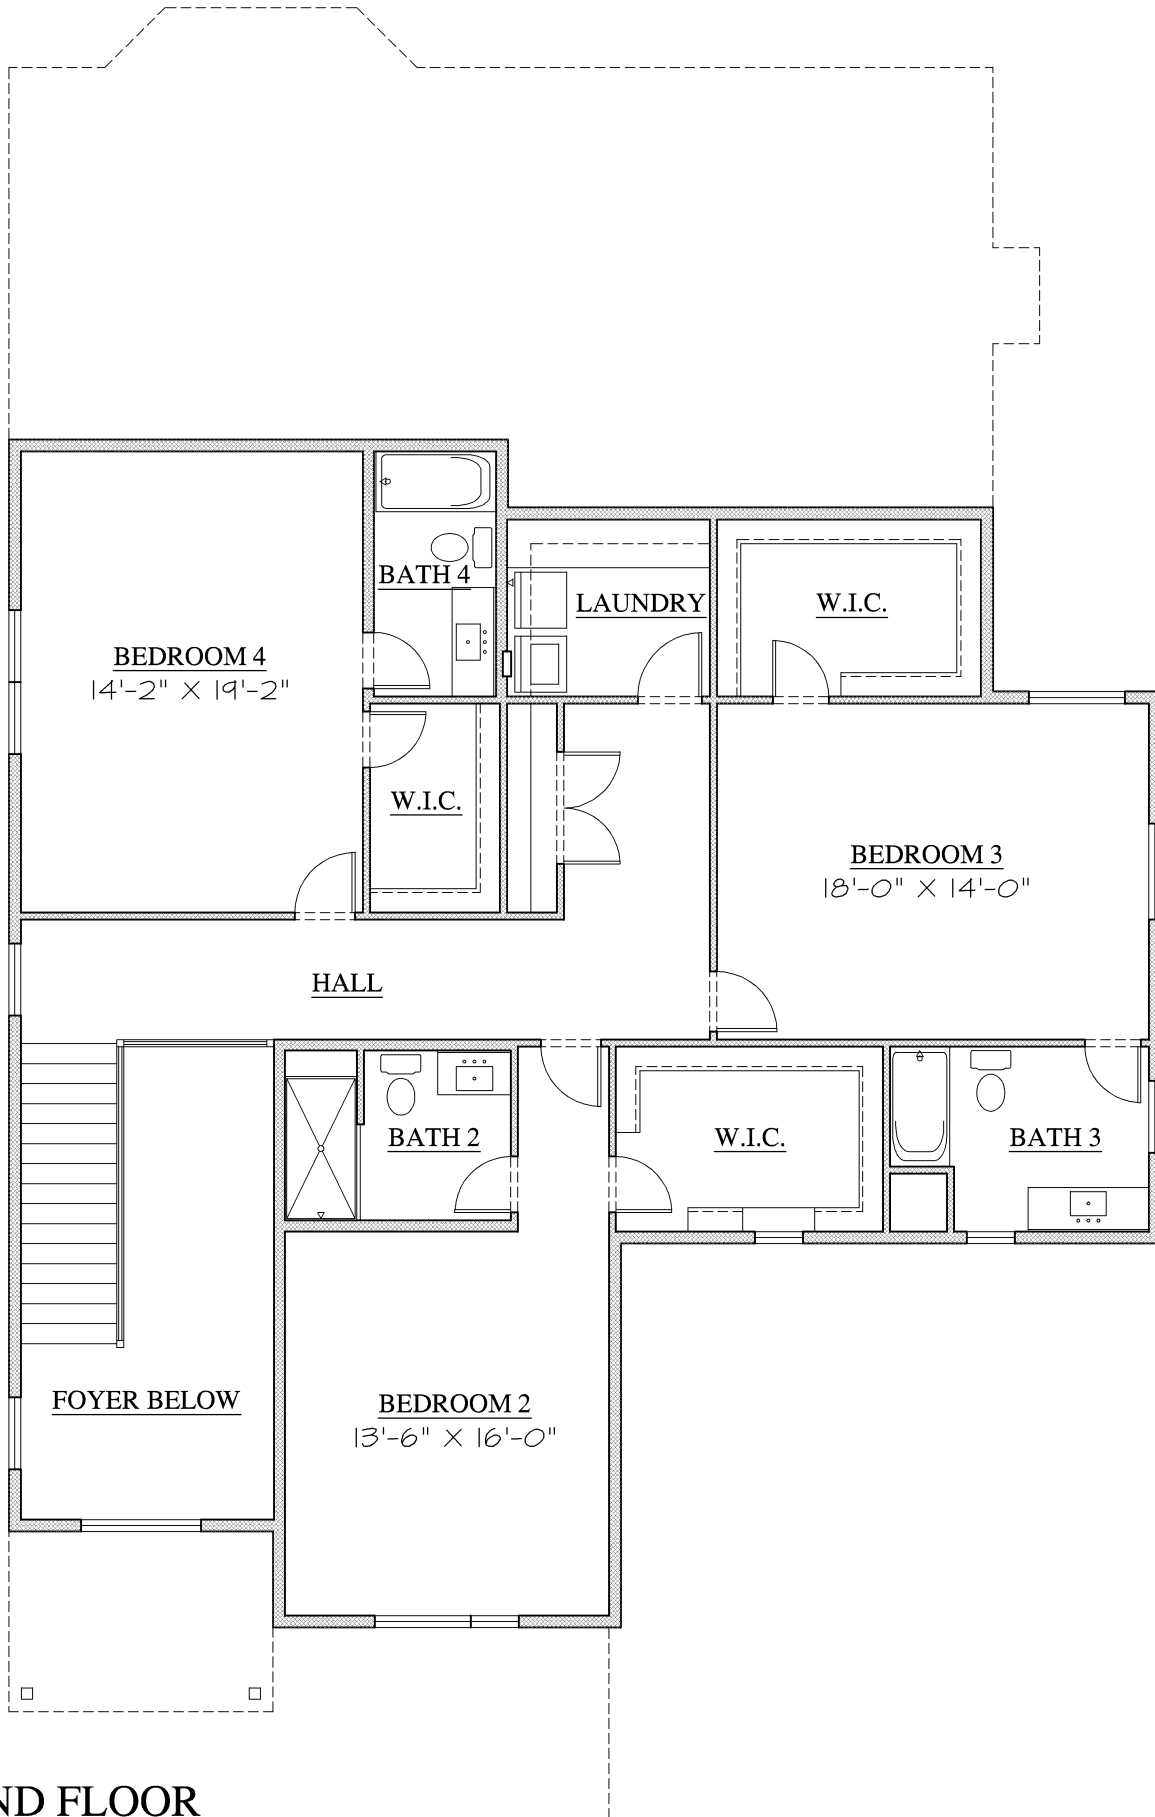 BATH 4
LAUNDRY
W.I.C.
BEDROOM 4
14'-2" X 19'-2"
W.I.C.
BEDROOM 3
18'-0" X 14'-0"
HALL
BATH 2
W.I.C.
BATH 3
FOYER BELOW
BEDROOM 2
13'-6" X 16'-0"
ND FLOOR